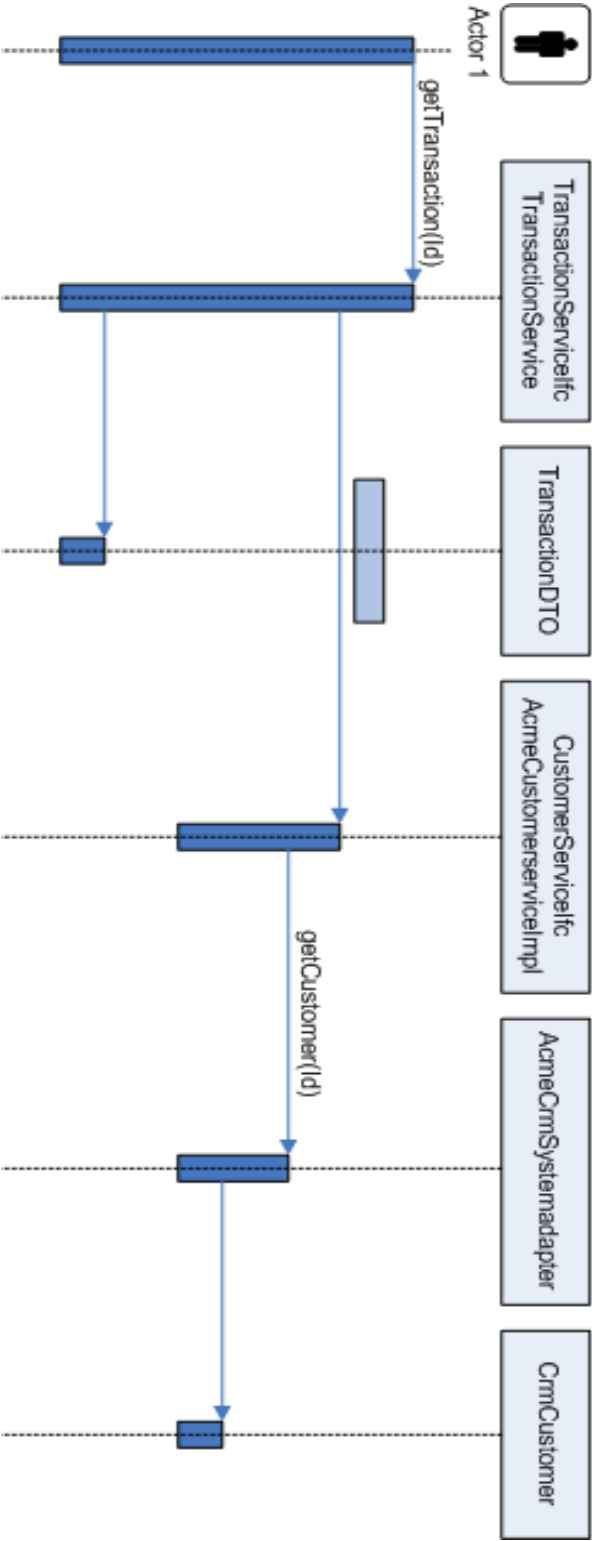 Actor 1
TransactionServiceIfc
TransactionService
TransactionDTO
CustomerServiceIfc
AcmeCustomerserviceImpl
AcmeCrmSystemadapter
CrmCustomer
getTransaction(Id)
getCustomer(Id)